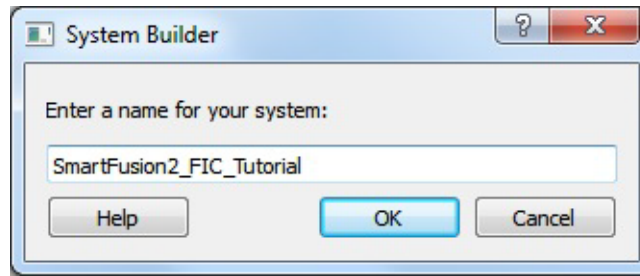 System Builder
Enter a name for your system:
SmartFusion2_FIC_Tutorial
Help OK Cancel